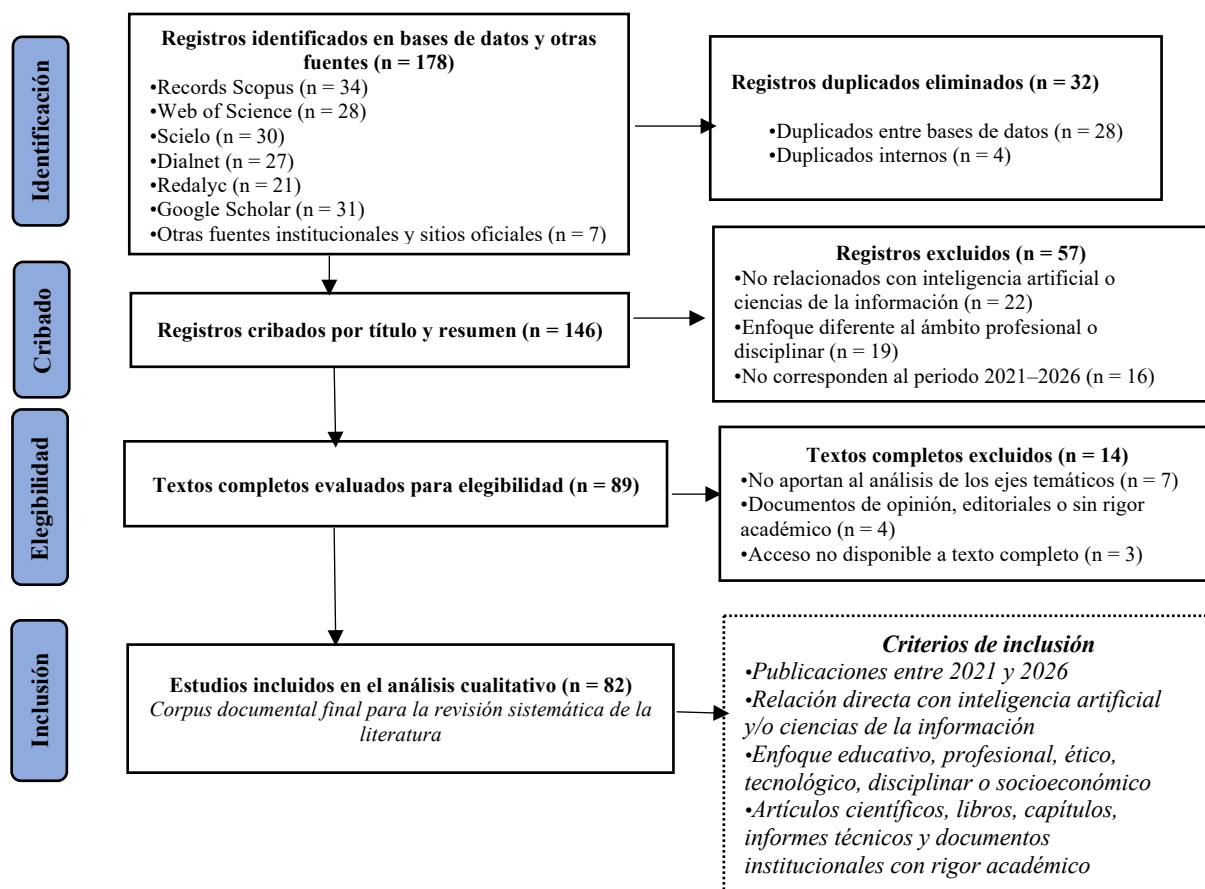 Identificación
Registros identificados en bases de datos y otras
fuentes (n = 178)
•Records Scopus (n = 34)
•Web of Science (n = 28)
•Scielo (n = 30)
•Dialnet (n = 27)
•Redalyc (n = 21)
•Google Scholar (n = 31)
•Otras fuentes institucionales y sitios oficiales (n = 7)
Registros duplicados eliminados (n = 32)
•Duplicados entre bases de datos (n = 28)
•Duplicados internos (n = 4)
Cribado
Registros cribados por título y resumen (n = 146)
Registros excluidos (n = 57)
•No relacionados con inteligencia artificial o
ciencias de la información (n = 22)
•Enfoque diferente al ámbito profesional o
disciplinar (n = 19)
•No corresponden al periodo 2021–2026 (n = 16)
Elegibilidad
Textos completos evaluados para elegibilidad (n = 89)
Textos completos excluidos (n = 14)
•No aportan al análisis de los ejes temáticos (n = 7)
•Documentos de opinión, editoriales o sin rigor
académico (n = 4)
•Acceso no disponible a texto completo (n = 3)
Inclusión
Estudios incluidos en el análisis cualitativo (n = 82)
Corpus documental final para la revisión sistemática de la
literatura
Criterios de inclusión
•Publicaciones entre 2021 y 2026
•Relación directa con inteligencia artificial
y/o ciencias de la información
•Enfoque educativo, profesional, ético,
tecnológico, disciplinar o socioeconómico
•Artículos científicos, libros, capítulos,
informes técnicos y documentos
institucionales con rigor académico